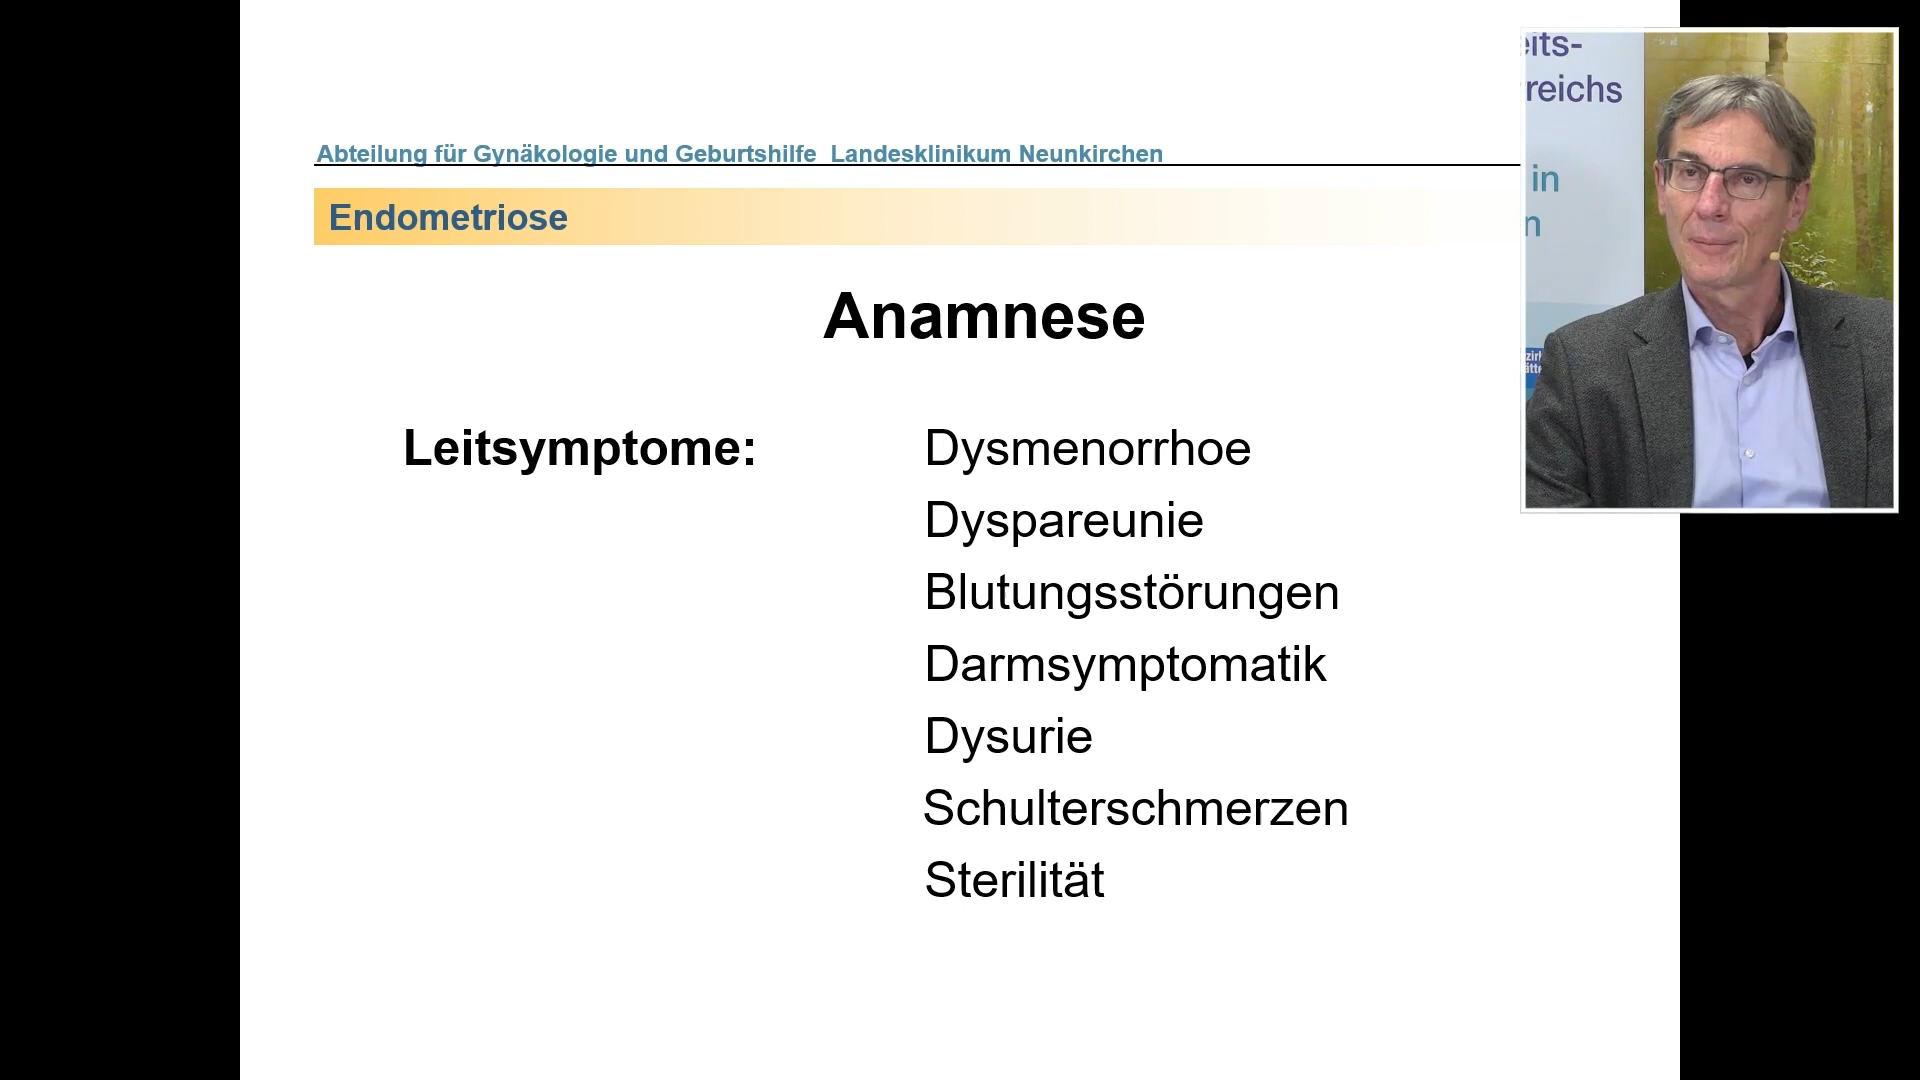 Abteilung für Gynäkologie und Geburtshilfe Landesklinikum Neunkirchen
Endometriose
Anamnese
Leitsymptome: Dysmenorrhoe
Dyspareunie
Blutungsstörungen
Darmsymptomatik
Dysurie
Schulterschmerzen
Sterilität
eits-
reichs
in
n